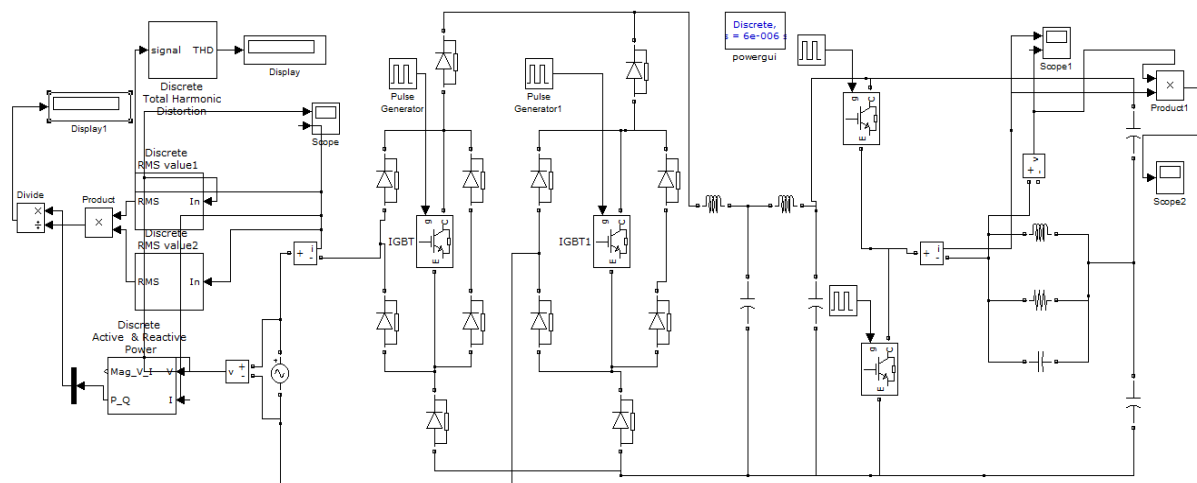 signal THD
Display
Discrete
Total Harmonic
Distortion
Display1
Scope
Discrete
RMS value1
RMS In
Divide
×
÷
Product
×
Discrete
RMS value2
RMS In
Discrete
Active & Reactive
Power
Mag_V_I V
P_Q I
+
-
v
+
+
-
i
Pulse
Generator
g C
IGBT
E
Pulse
Generator1
g C
IGBT1
E
Discrete,
s = 6e-006 s
powergui
g C
E
g C
E
+
-
i
Scope1
v
+ -
×
Product1
Scope2